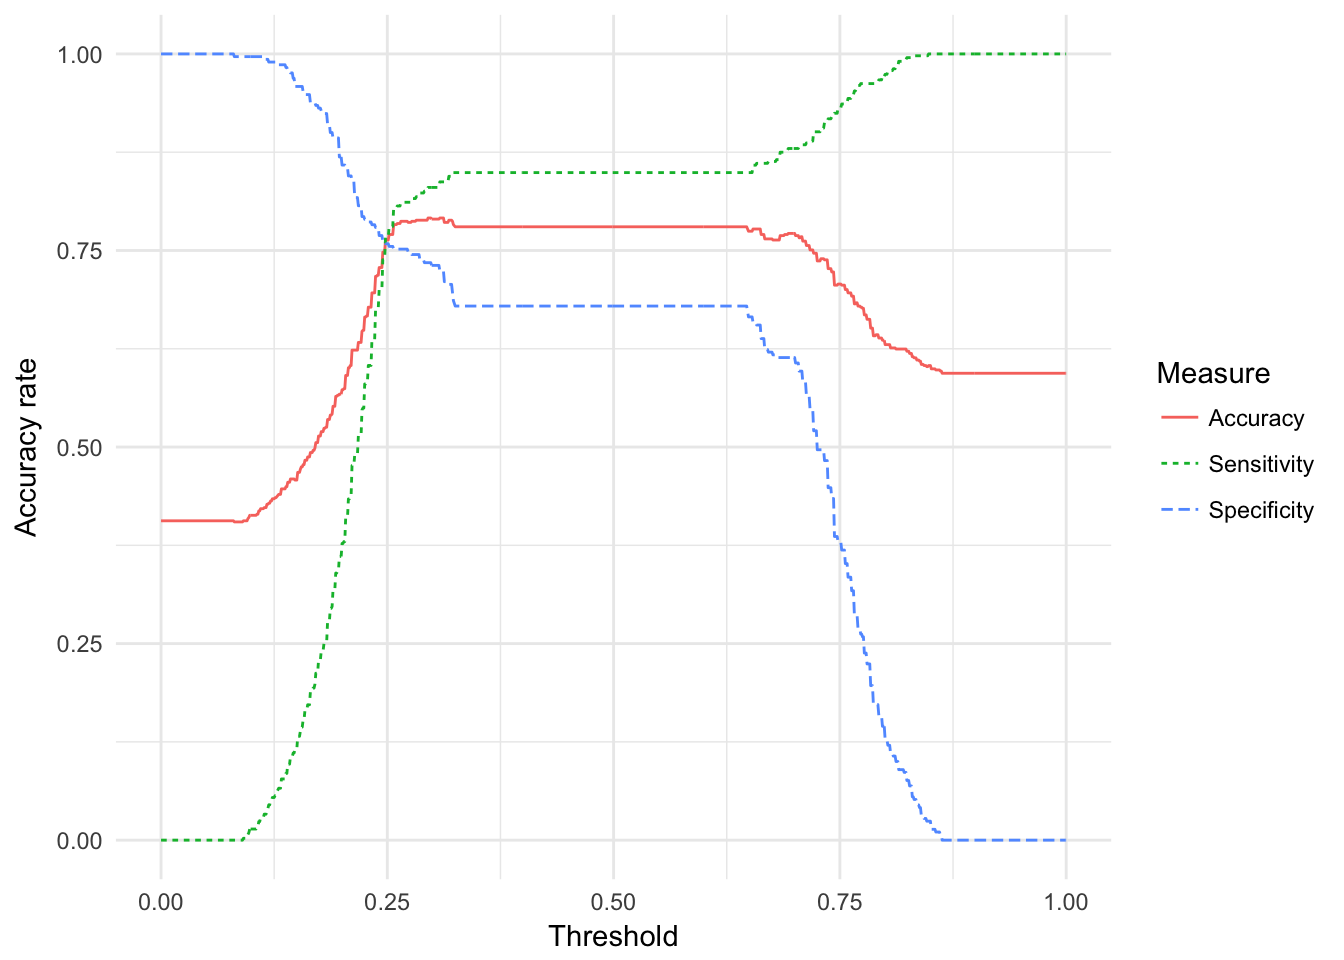 1.00
0.75
0.50
0.25
0.00
Accuracy rate
0.00 0.25 0.50 0.75 1.00
Threshold
Measure
Accuracy
Sensitivity
Specificity